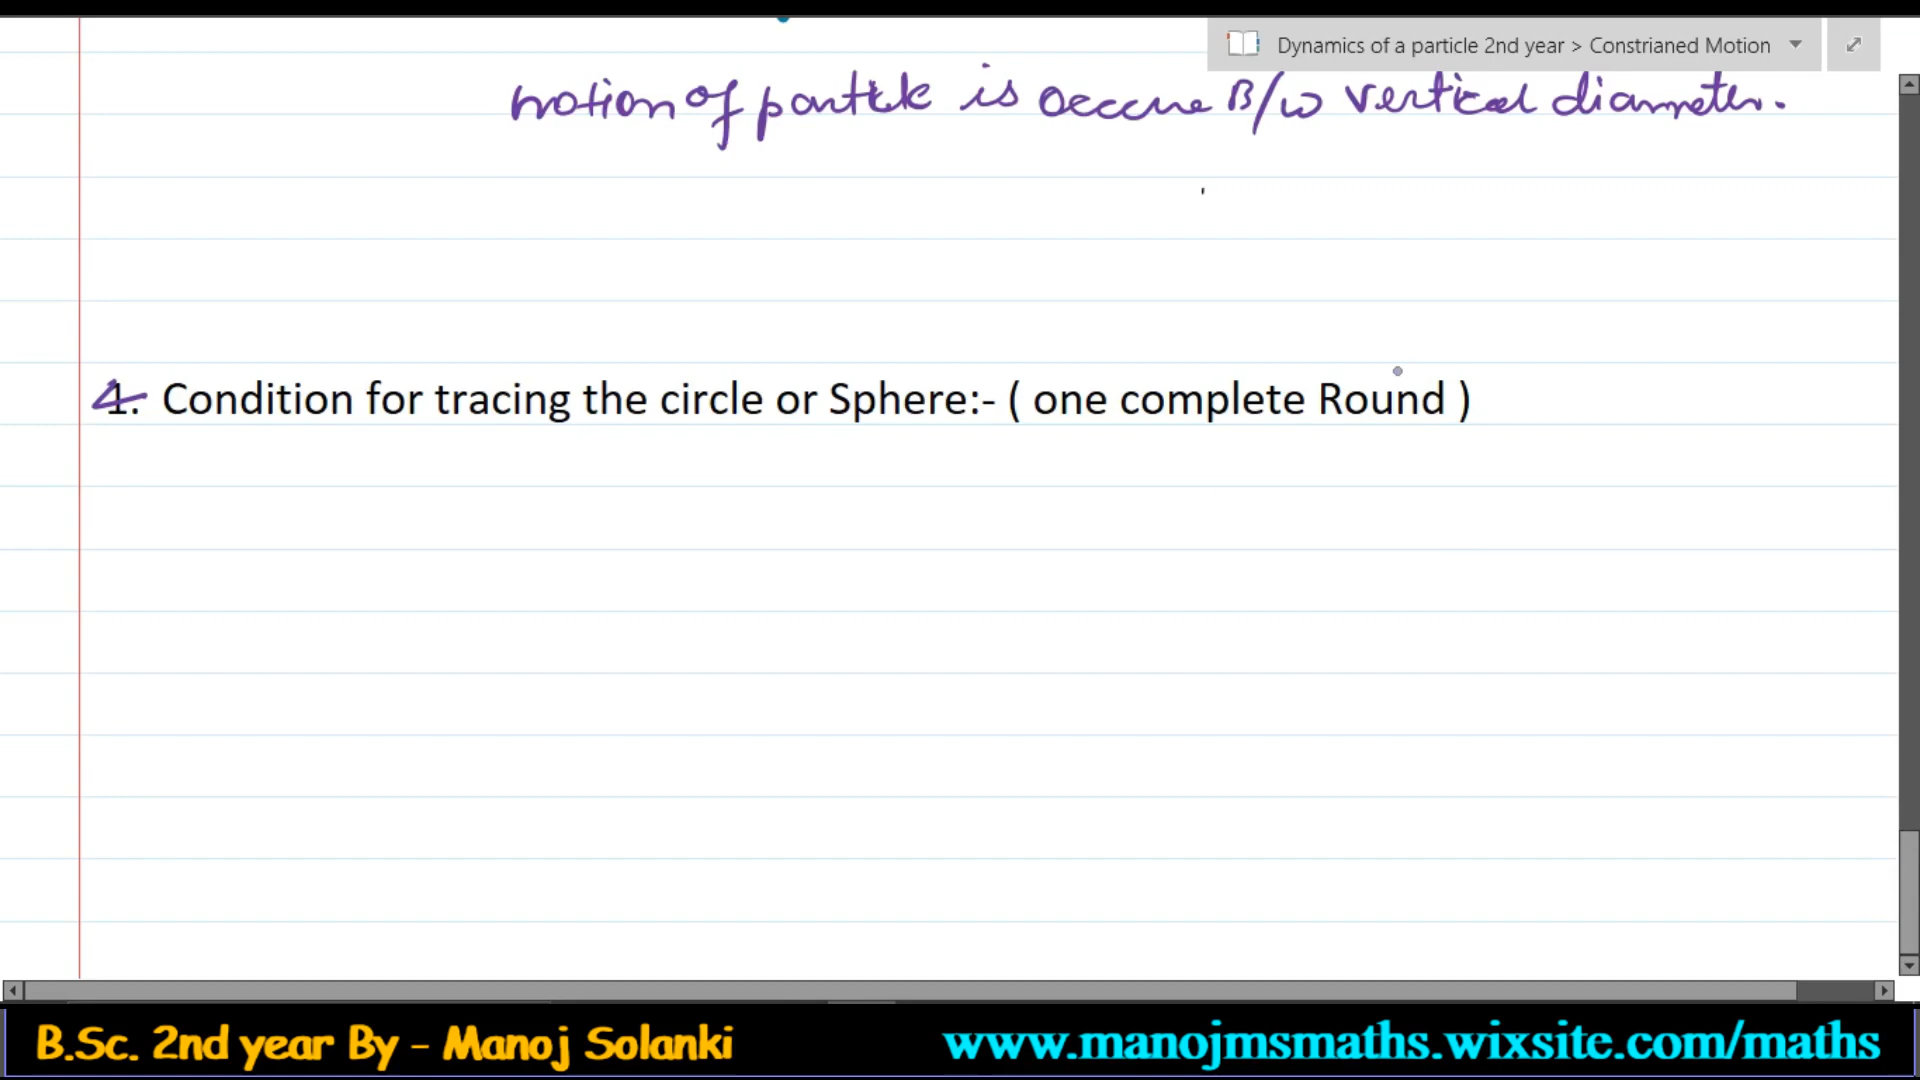 Dynamics of a particle 2nd year > Constrianed Motion
motion of particle is occure B/w vertical diameter.
4. Condition for tracing the circle or Sphere:- ( one complete Round )
B.Sc. 2nd year By - Manoj Solanki
www.manojmsmaths.wixsite.com/maths